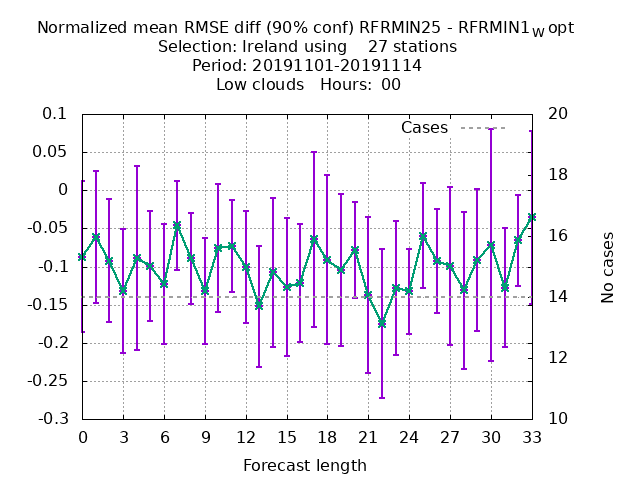 Normalized mean RMSE diff (90% conf) RFRMIN25 - RFRMIN1_W opt
Selection: Ireland using 27 stations
Period: 20191101-20191114
Low clouds Hours: 00
0.1
0.05
0
-0.05
-0.1
-0.15
-0.2
-0.25
-0.3
Cases
20
18
16
14
12
10
No cases
0 3 6 9 12 15 18 21 24 27 30 33
Forecast length